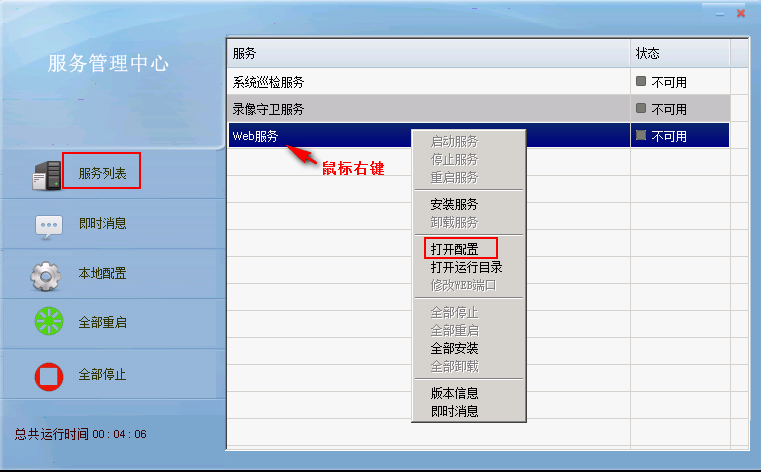 服务管理中心
服务列表
即时消息
本地配置
全部重启
全部停止
总共运行时间 00 : 04 : 06
服务 状态
系统巡检服务 不可用
录像守卫服务 不可用
Web服务 不可用
鼠标右键
启动服务
停止服务
重启服务
安装服务
卸载服务
打开配置
打开运行目录
修改WEB端口
全部停止
全部重启
全部安装
全部卸载
版本信息
即时消息